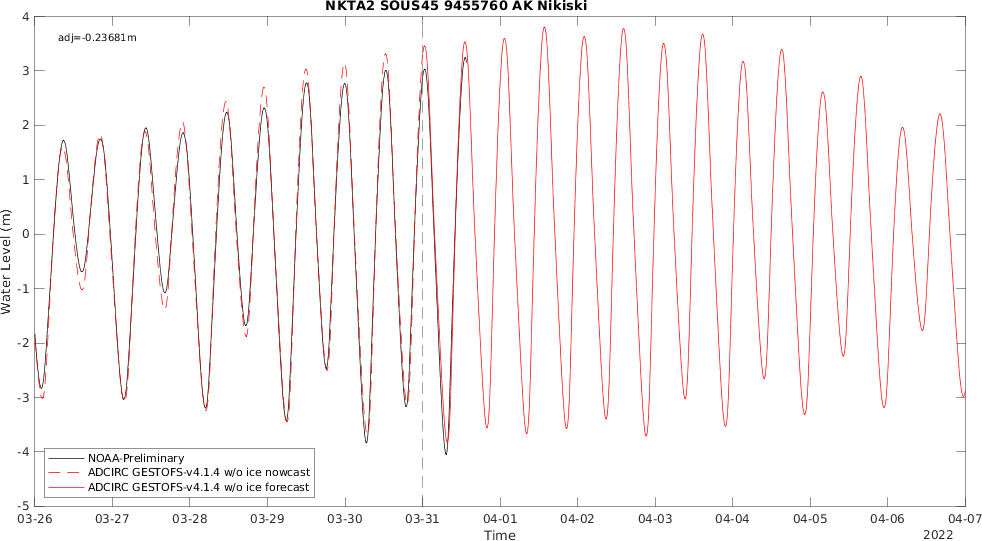 NKTA2 SOUS45 9455760 AK Nikiski
adj=-0.23681m
Water Level (m)
4
3
2
1
0
-1
-2
-3
-4
-5
NOAA-Preliminary
ADCIRC GESTOFS-v4.1.4 w/o ice nowcast
ADCIRC GESTOFS-v4.1.4 w/o ice forecast
03-26 03-27 03-28 03-29 03-30 03-31 04-01 04-02 04-03 04-04 04-05 04-06 04-07
Time
2022